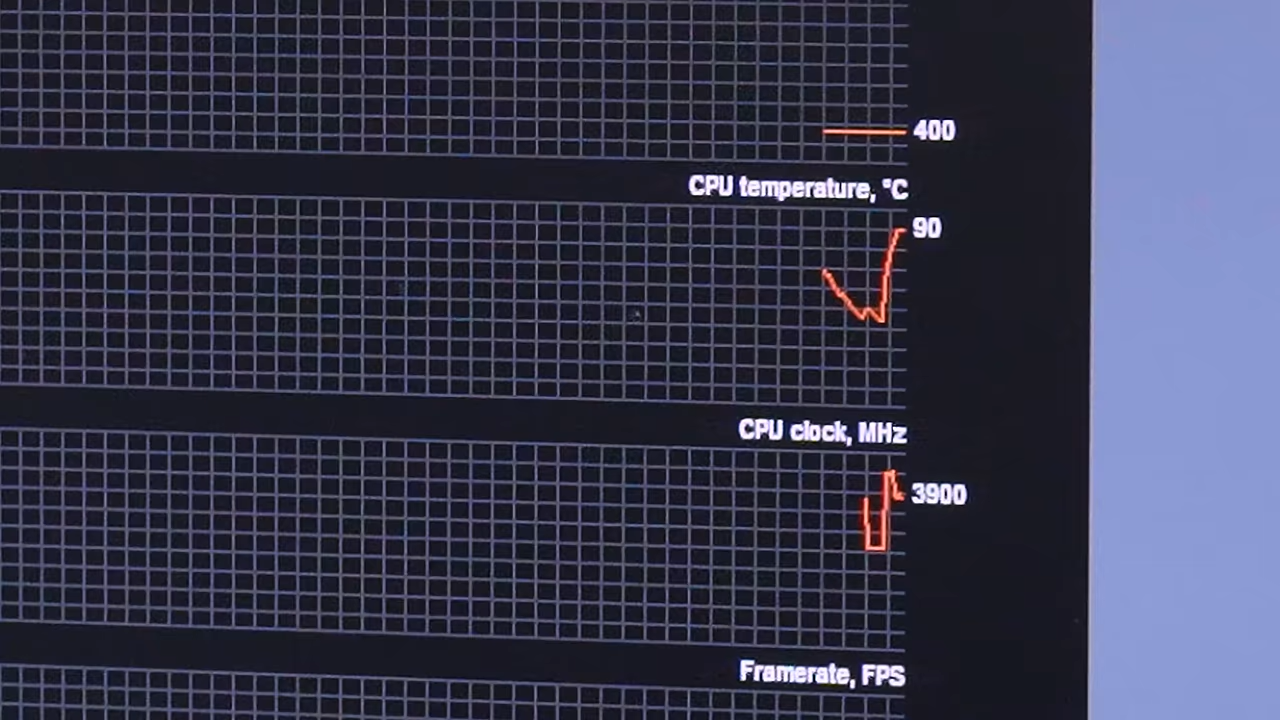 400
CPU temperature, °C
90
CPU clock, MHz
3900
Framerate, FPS